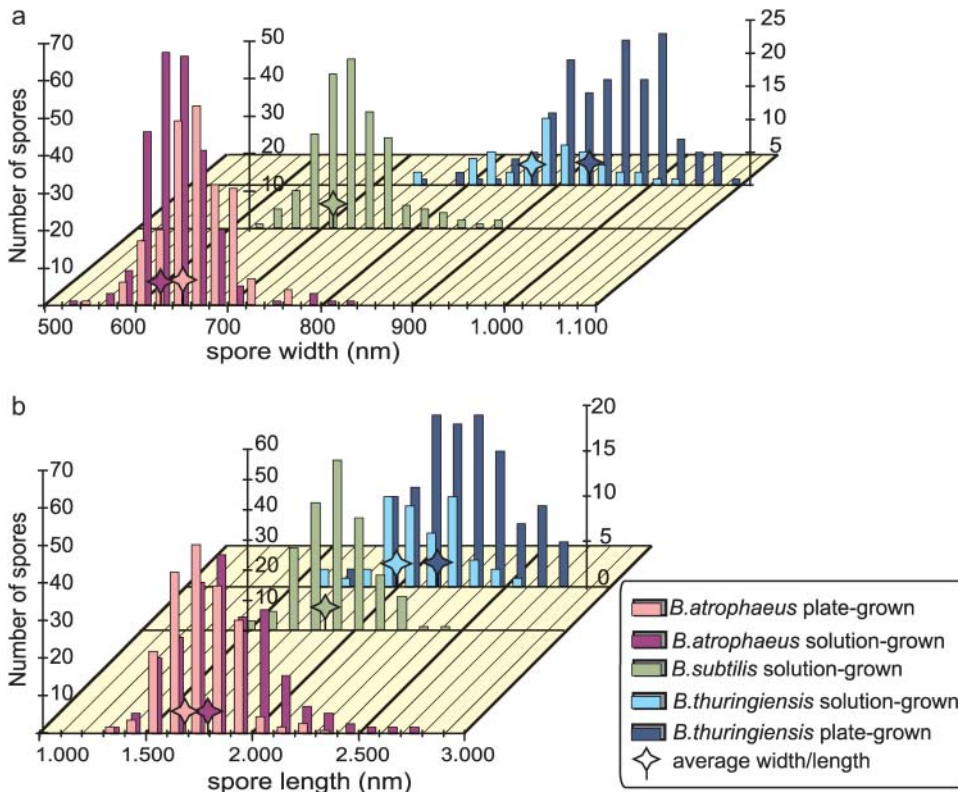 a
70
60
50
40
30
20
10
Number of spores
50
40
30
20
10
25
20
15
10
5
500 600 700 800 900 1.000 1.100
spore width (nm)
b
70
60
50
40
30
20
10
Number of spores
60
50
40
30
20
10
20
15
10
5
0
1.000 1.500 2.000 2.500 3.000
spore length (nm)
B.atrophaeus plate-grown
B.atrophaeus solution-grown
B.subtilis solution-grown
B.thuringiensis solution-grown
B.thuringiensis plate-grown
average width/length